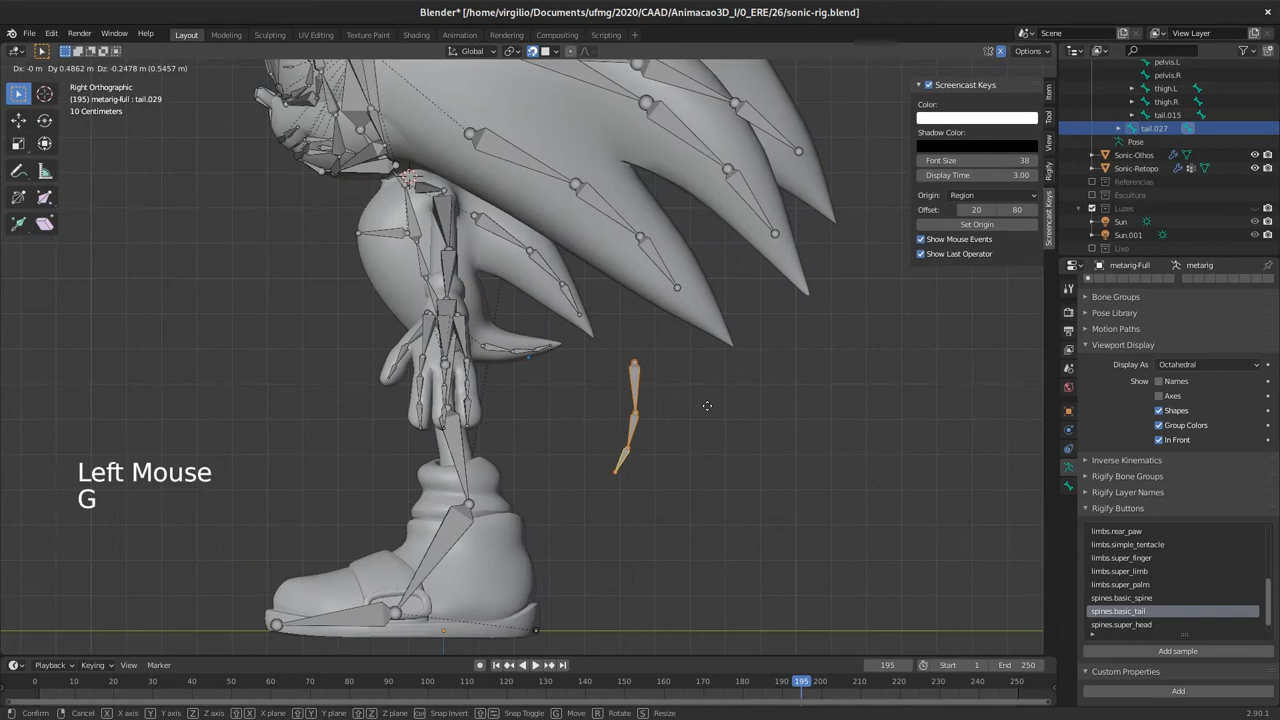 Blender* [/home/virgilio/Documents/ufmg/2020/CAAD/Animacao3D_I/0_ERE/26/sonic-rig.blend]
File Edit Render Window Help Layout Modeling Sculpting UV Editing Texture Paint Shading Animation Rendering Compositing Scripting + Scene View Layer
Global Options
Dx: -0 m Dy: 0.4862 m Dz: -0.2478 m (0.5457 m)
Right Orthographic
(195) metarig-full : tail.029
10 Centimeters
Left Mouse
G
Screencast Keys
Color:
Shadow Color:
Font Size 38
Display Time 3.00
Origin: Region
Offset: 20 80
Set Origin
Show Mouse Events
Show Last Operator
Item
Tool
View
Rigify
Screencast Keys
pelvis.L
pelvis.R
thigh.L
thigh.R
tail.015
tail.027
Pose
Sonic-Olhos
Sonic-Retopo
Referencias
Escultura
Luzes
Sun
Sun.001
Lixo
metarig-Full metarig
Bone Groups
Pose Library
Motion Paths
Viewport Display
Display As Octahedral
Show Names
Axes
Shapes
Group Colors
In Front
Inverse Kinematics
Rigify Bone Groups
Rigify Layer Names
Rigify Buttons
limbs.rear_paw
limbs.simple_tentacle
limbs.super_finger
limbs.super_limb
limbs.super_palm
spines.basic_spine
spines.basic_tail
spines.super_head
Add sample
Custom Properties
Add
Playback Keying View Marker 195 Start 1 End 250
0 10 20 30 40 50 60 70 80 90 100 110 120 130 140 150 160 170 180 190 195 200 210 220 230 240 250
Confirm Cancel X X axis Y Y axis Z Z axis X X plane Y Y plane Z Z plane Ctrl Snap Invert Snap Toggle G Move R Rotate S Resize 2.90.1